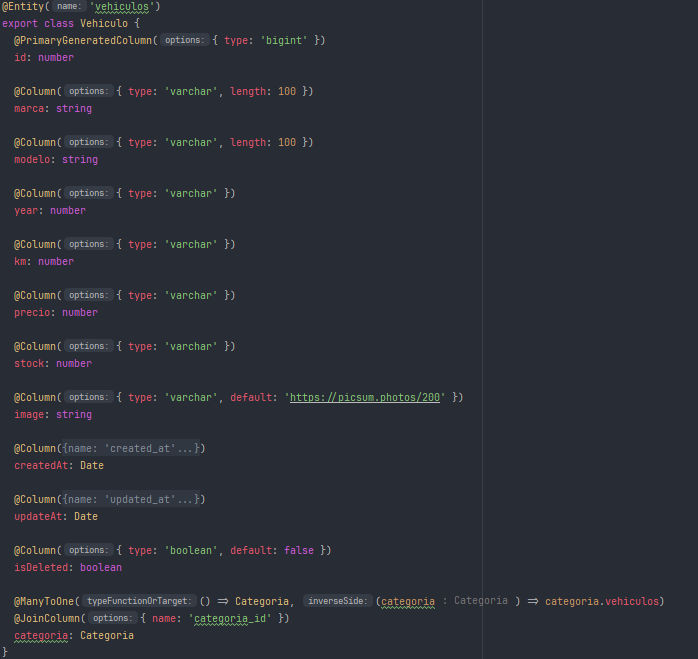 @Entity( name: 'vehiculos')
export class Vehiculo {
@PrimaryGeneratedColumn( options: { type: 'bigint' })
id: number
@Column( options: { type: 'varchar', length: 100 })
marca: string
@Column( options: { type: 'varchar', length: 100 })
modelo: string
@Column( options: { type: 'varchar' })
year: number
@Column( options: { type: 'varchar' })
km: number
@Column( options: { type: 'varchar' })
precio: number
@Column( options: { type: 'varchar' })
stock: number
@Column( options: { type: 'varchar', default: 'https://picsum.photos/200' })
image: string
@Column({name: 'created_at'...})
createdAt: Date
@Column({name: 'updated_at'...})
updateAt: Date
@Column( options: { type: 'boolean', default: false })
isDeleted: boolean
@ManyToOne( typeFunctionOrTarget: () => Categoria, inverseSide: (categoria : Categoria ) => categoria.vehiculos)
@JoinColumn( options: { name: 'categoria_id' })
categoria: Categoria
}